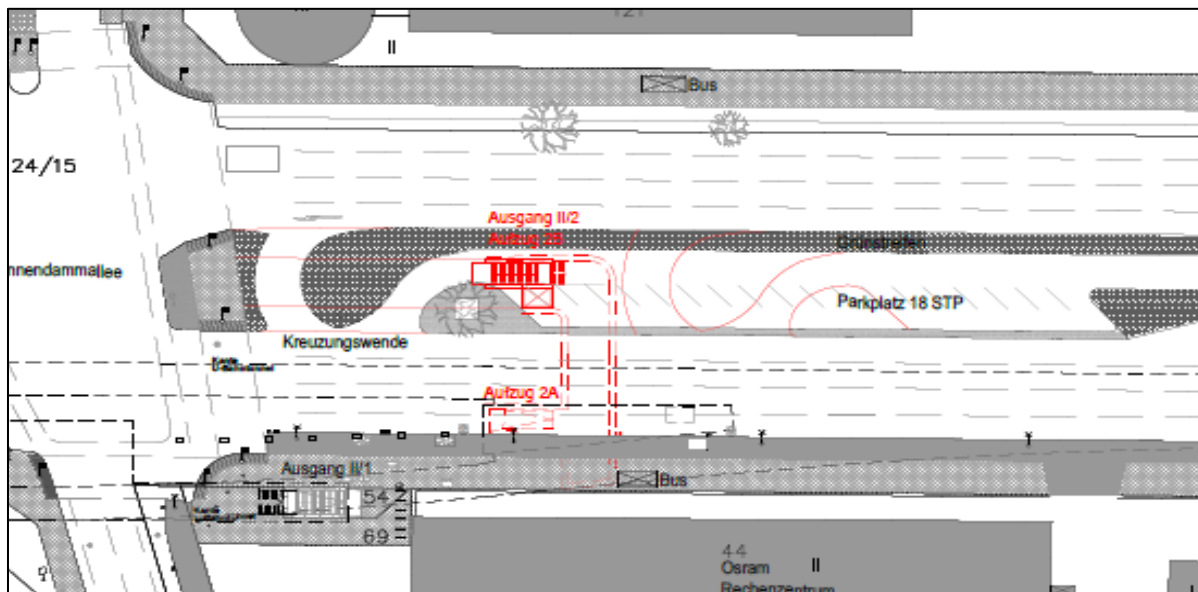 121
II
Bus
24/15
Ausgang II/2
Aufzug 2B
Grünstreifen
nnendammallee
Parkplatz 18 STP
Kreuzungswende
Aufzug 2A
Ausgang II/1
Bus
54
69
44
II
Osram
Rechenzentrum